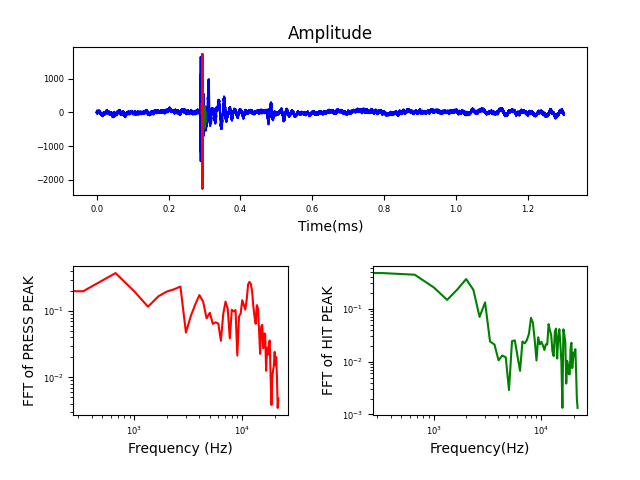 Amplitude
1000
0
−1000
−2000
0.0 0.2 0.4 0.6 0.8 1.0 1.2
Time(ms)
FFT of PRESS PEAK
10⁻¹
10⁻²
10³ 10⁴
Frequency (Hz)
FFT of HIT PEAK
10⁻¹
10⁻²
10⁻³
10³ 10⁴
Frequency(Hz)